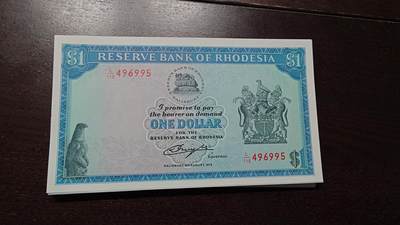 $1 RESERVE BANK OF RHODESIA $1
496995
I promise to pay
the bearer on demand
ONE DOLLAR
FOR THE
RESERVE BANK OF RHODESIA
Governor
496995
$